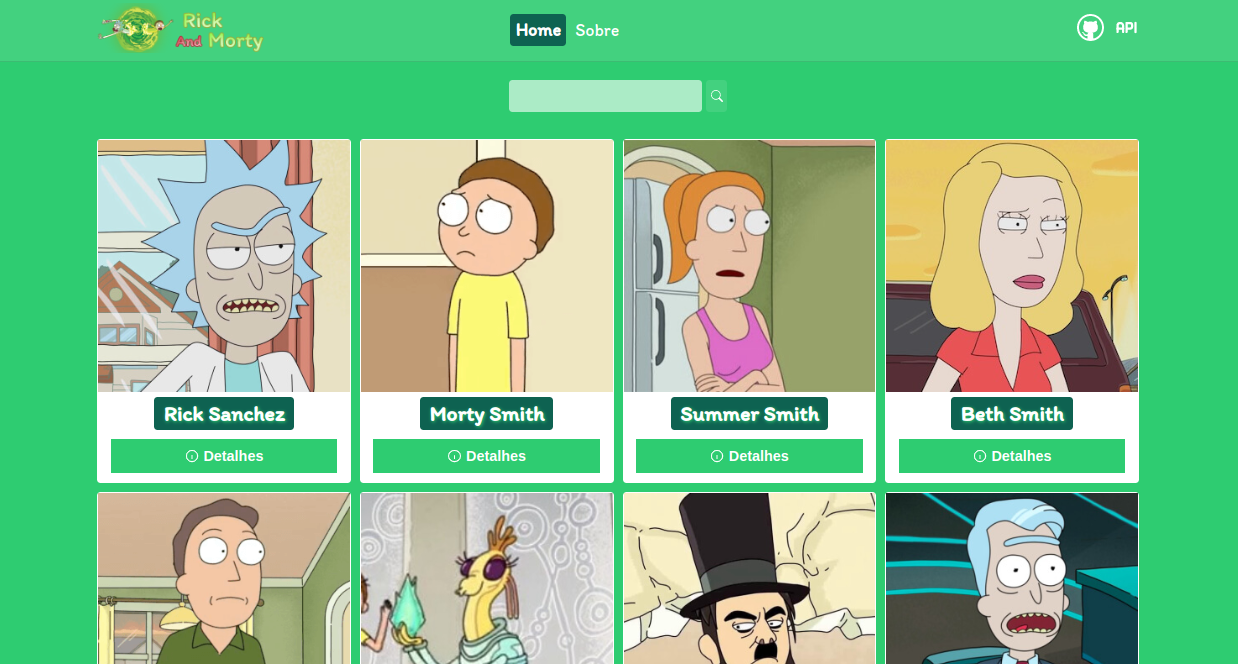 Rick
And Morty
Home Sobre
API
Rick Sanchez
Morty Smith
Summer Smith
Beth Smith
Detalhes
Detalhes
Detalhes
Detalhes